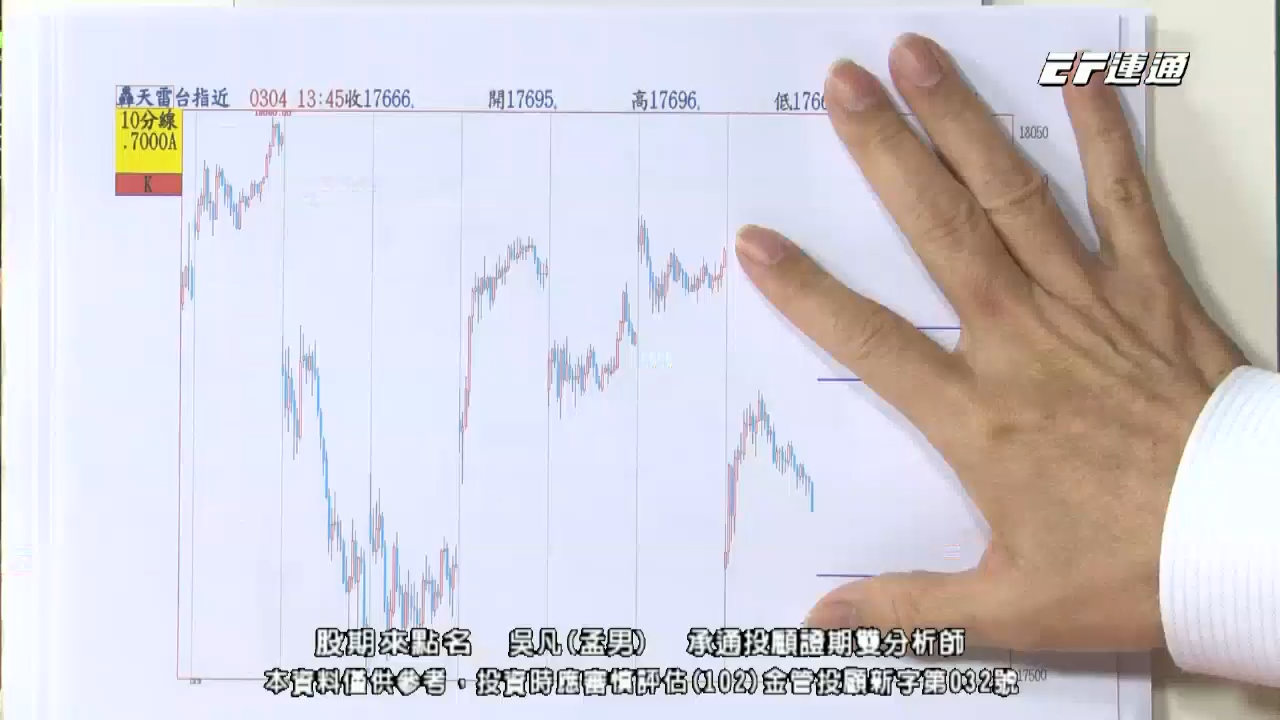 EF運通
轟天雷台指近 0304 13:45收17666. 開17695. 高17696. 低176
10分線
.7000A
K
18050
17500
股期來點名 吳凡(孟男) 承通投顧證期雙分析師
本資料僅供參考，投資時應審慎評估(102)金管投顧新字第032號